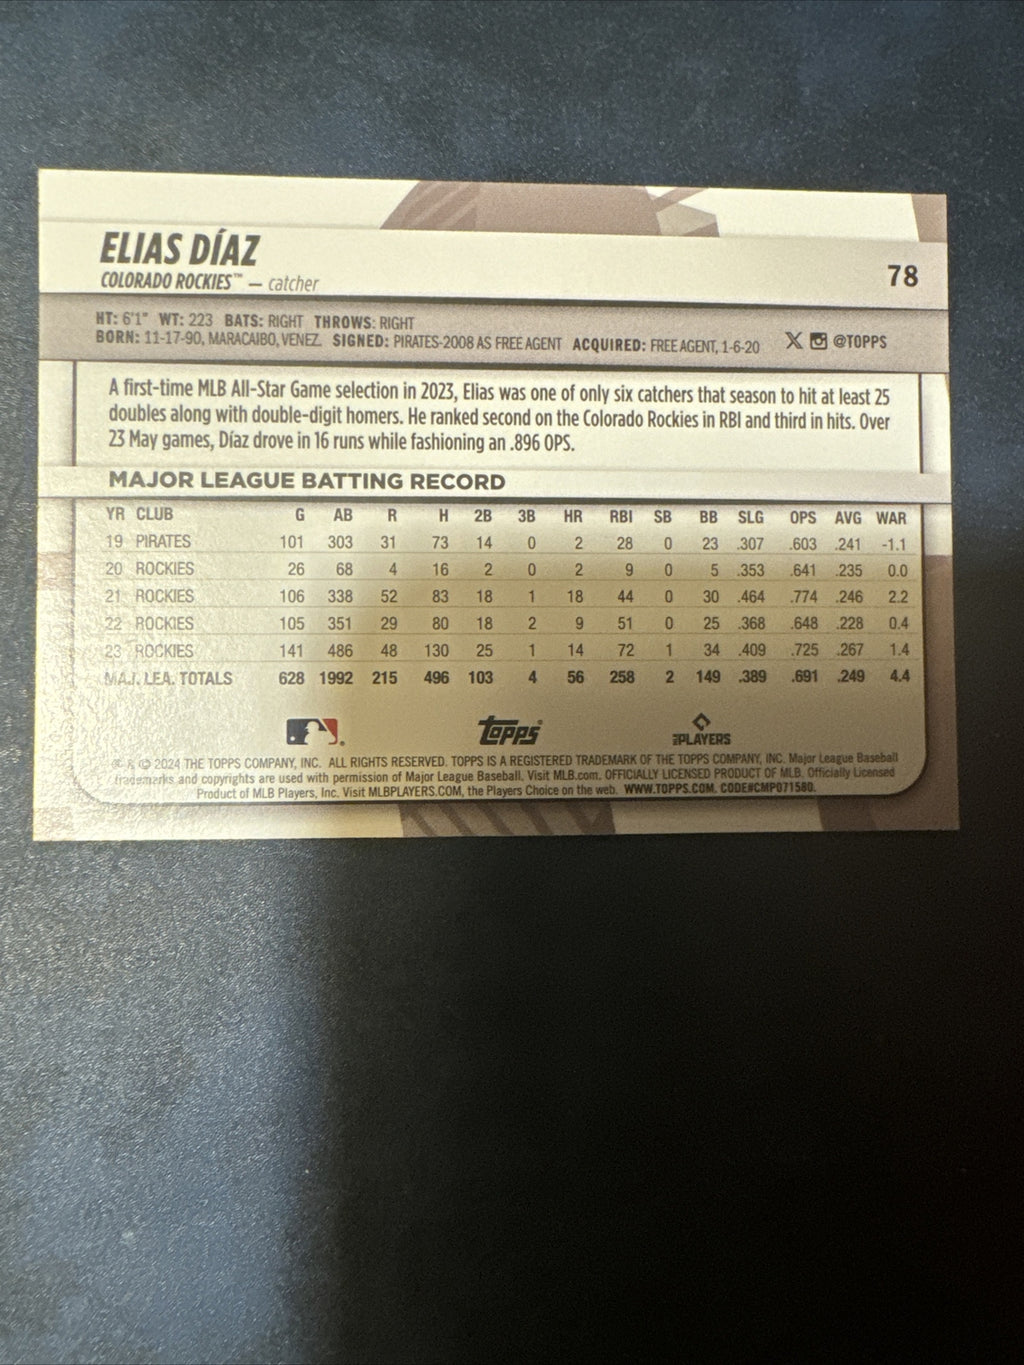 ELIAS DÍAZ
COLORADO ROCKIES™ — catcher
78
HT: 6'1" WT: 223 BATS: RIGHT THROWS: RIGHT
BORN: 11-17-90, MARACAIBO, VENEZ. SIGNED: PIRATES-2008 AS FREE AGENT ACQUIRED: FREE AGENT, 1-6-20
@TOPPS
A first-time MLB All-Star Game selection in 2023, Elias was one of only six catchers that season to hit at least 25
doubles along with double-digit homers. He ranked second on the Colorado Rockies in RBI and third in hits. Over
23 May games, Díaz drove in 16 runs while fashioning an .896 OPS.
MAJOR LEAGUE BATTING RECORD
YR CLUB G AB R H 2B 3B HR RBI SB BB SLG OPS AVG WAR
19 PIRATES 101 303 31 73 14 0 2 28 0 23 .307 .603 .241 -1.1
20 ROCKIES 26 68 4 16 2 0 2 9 0 5 .353 .641 .235 0.0
21 ROCKIES 106 338 52 83 18 1 18 44 0 30 .464 .774 .246 2.2
22 ROCKIES 105 351 29 80 18 2 9 51 0 25 .368 .648 .228 0.4
23 ROCKIES 141 486 48 130 25 1 14 72 1 34 .409 .725 .267 1.4
MAJ. LEA. TOTALS 628 1992 215 496 103 4 56 258 2 149 .389 .691 .249 4.4
topps®
MLB PLAYERS
® & © 2024 THE TOPPS COMPANY, INC. ALL RIGHTS RESERVED. TOPPS IS A REGISTERED TRADEMARK OF THE TOPPS COMPANY, INC. Major League Baseball
trademarks and copyrights are used with permission of Major League Baseball. Visit MLB.com. OFFICIALLY LICENSED PRODUCT OF MLB. Officially Licensed
Product of MLB Players, Inc. Visit MLBPLAYERS.COM, the Players Choice on the web. WWW.TOPPS.COM, CODE#CMP071580.